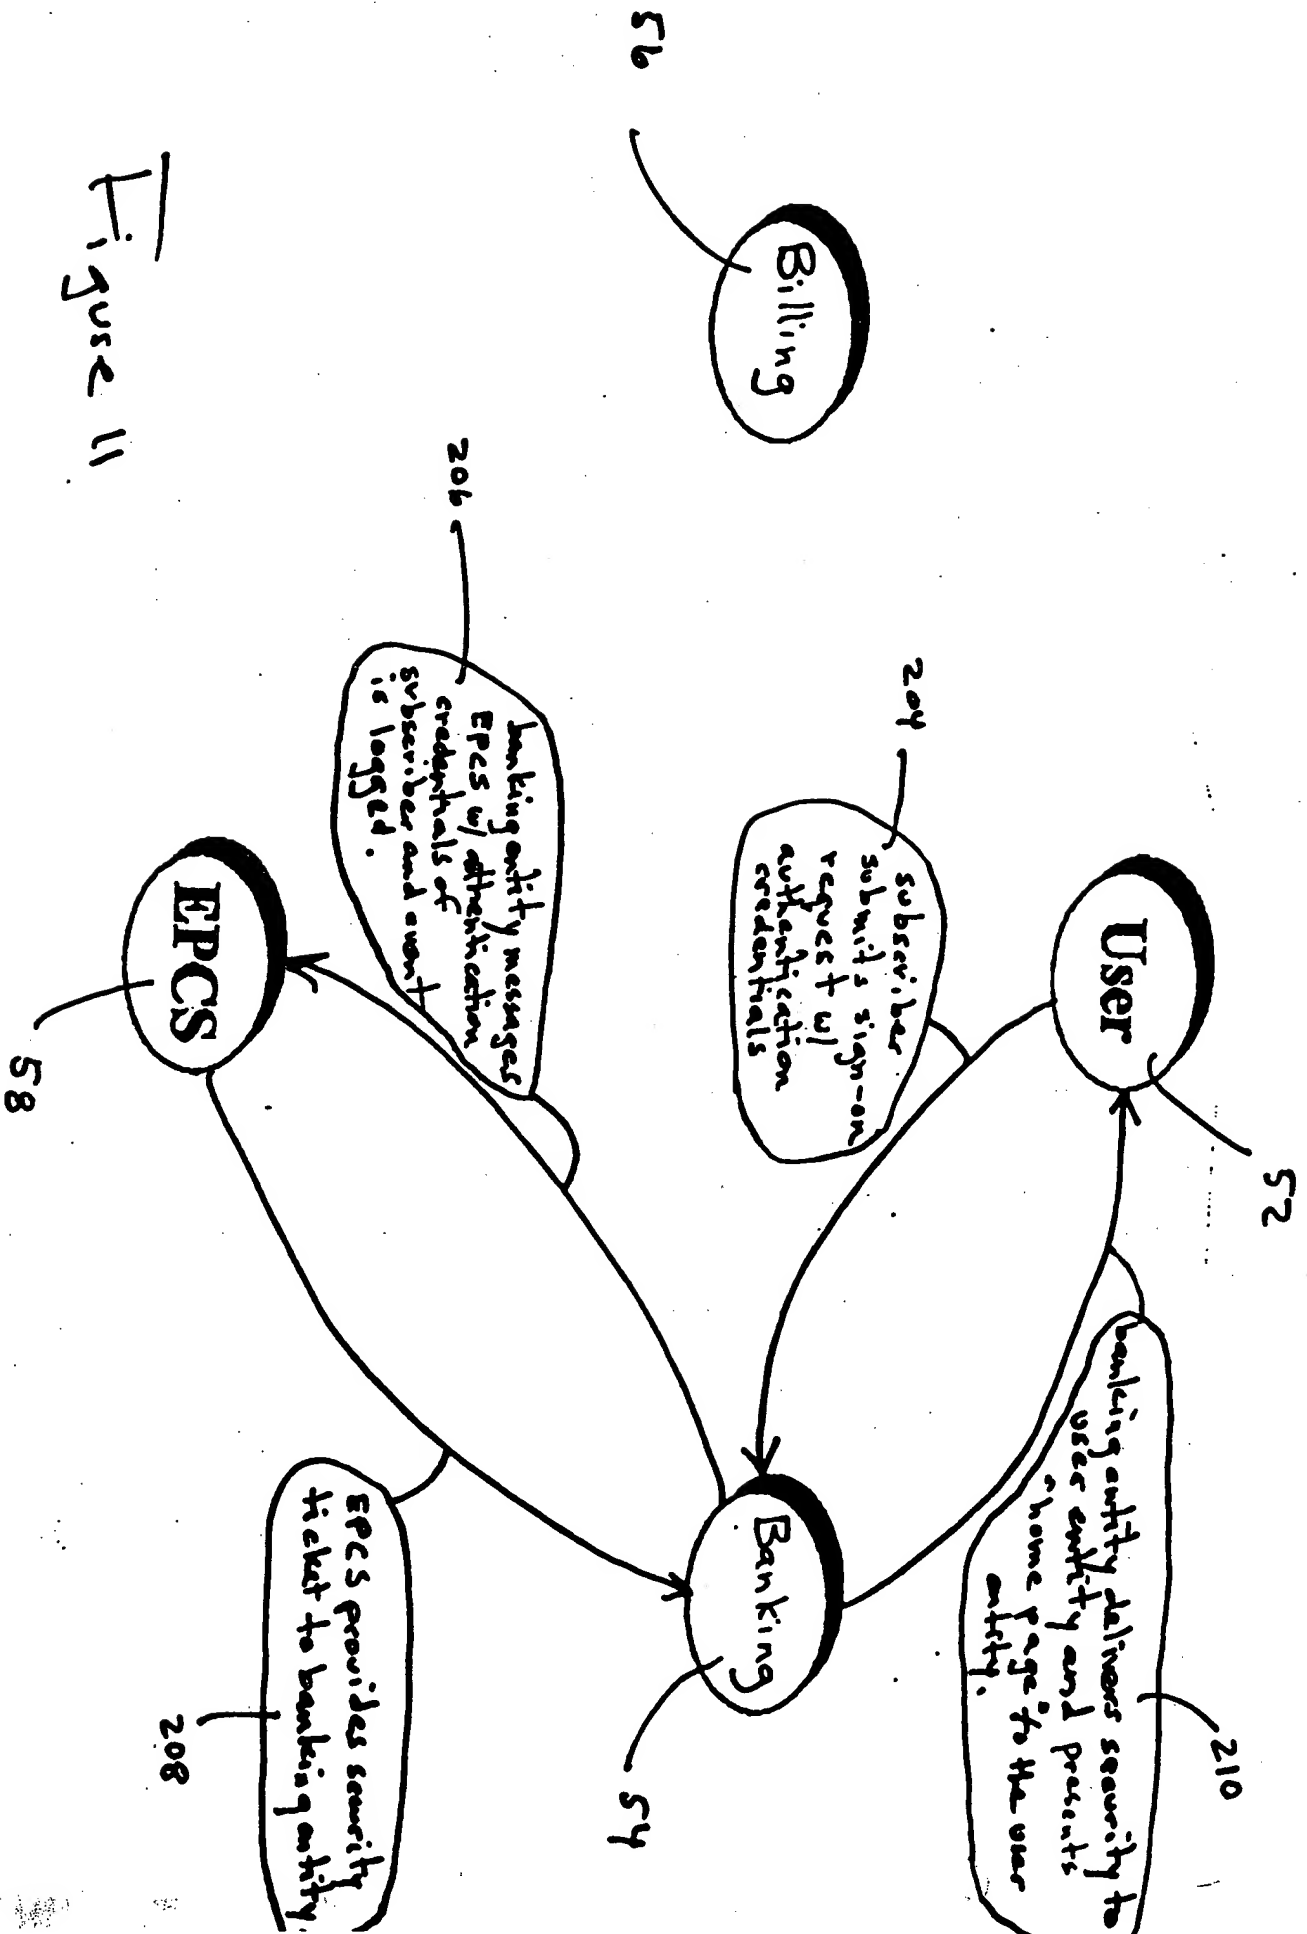 52
User
210
banking entity delivers security to
user entity and presents
"home page" to the user
entity.
204
subscriber
submits sign-on
request w/
authentication
credentials
56
Billing
Banking
54
206
banking entity messages
EPCS w/ athentication
credentials of
subscriber and event
is logged.
EPCS
58
EPCS provides security
ticket to banking entity.
208
Figure 11